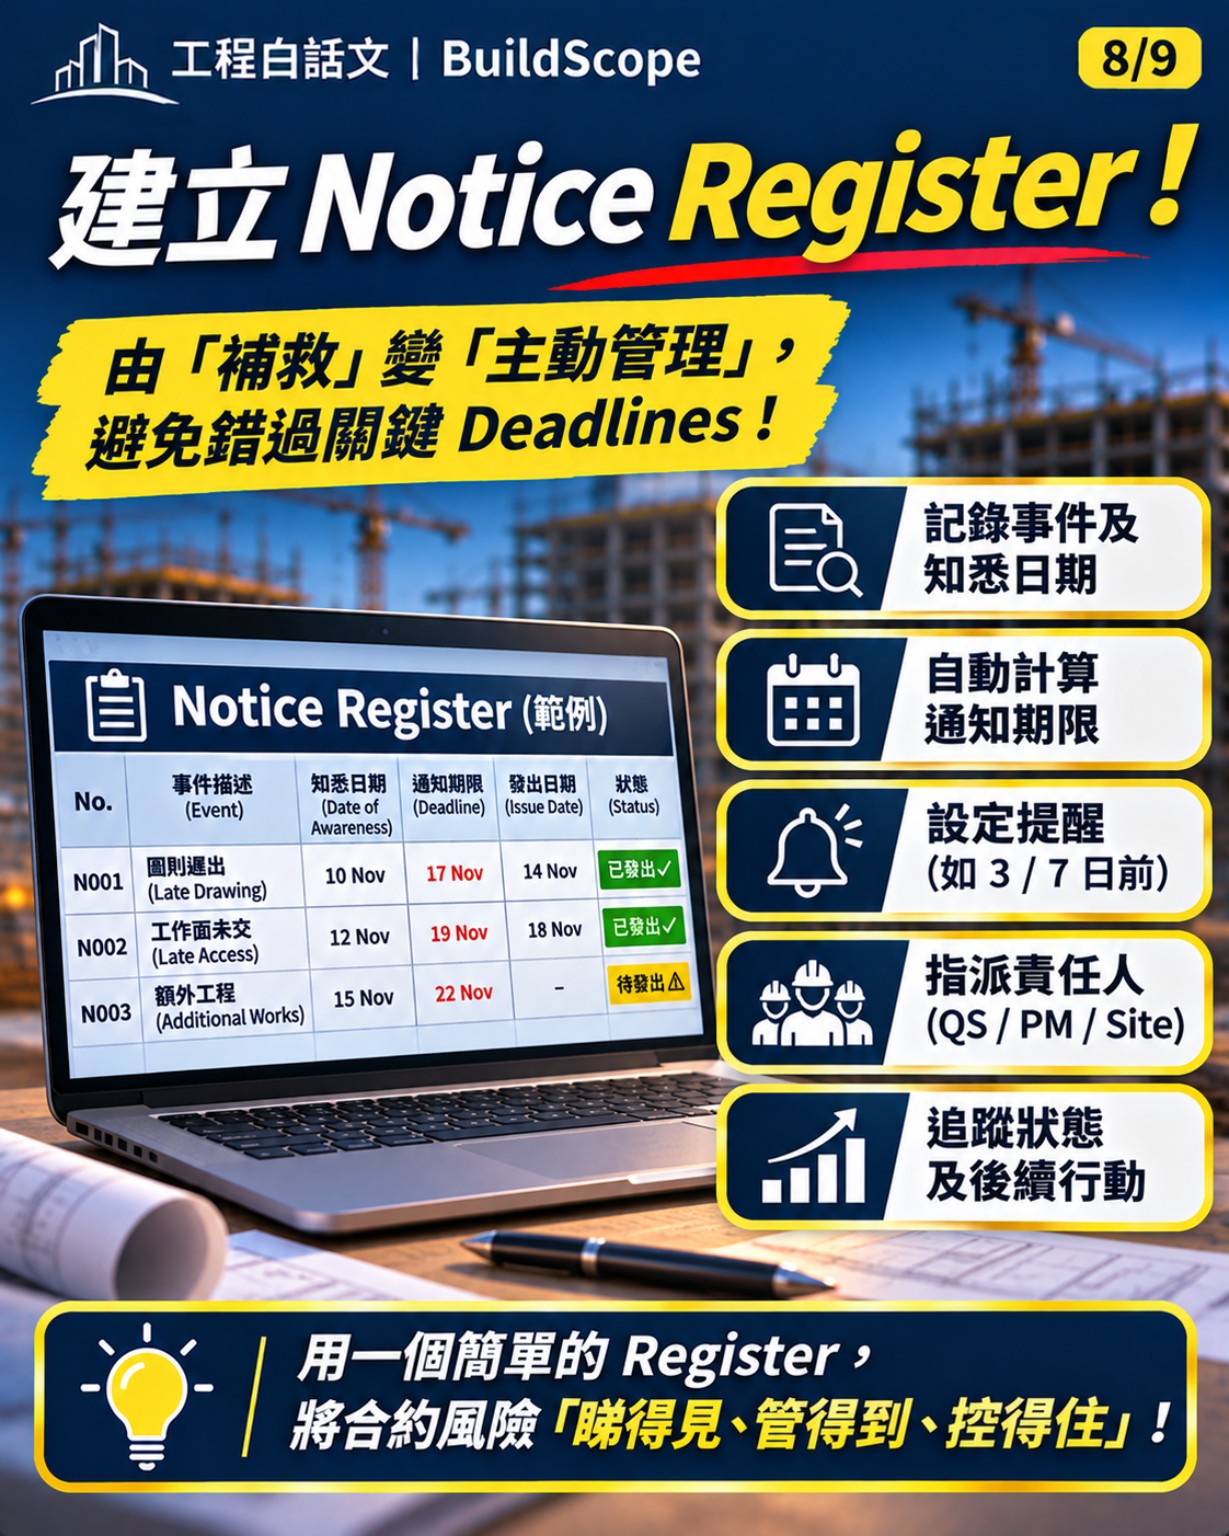 工程白話文 | BuildScope
8/9
建立 Notice Register！
由「補救」變「主動管理」，
避免錯過關鍵 Deadlines！
記錄事件及
知悉日期
自動計算
通知期限
設定提醒
(如 3 / 7 日前)
指派責任人
(QS / PM / Site)
追蹤狀態
及後續行動
Notice Register (範例)
No. 事件描述 (Event) 知悉日期 (Date of Awareness) 通知期限 (Deadline) 發出日期 (Issue Date) 狀態 (Status)
N001 圖則遲出 (Late Drawing) 10 Nov 17 Nov 14 Nov 已發出✓
N002 工作面未交 (Late Access) 12 Nov 19 Nov 18 Nov 已發出✓
N003 額外工程 (Additional Works) 15 Nov 22 Nov – 待發出⚠
用一個簡單的 Register，
將合約風險「睇得見、管得到、控得住」！